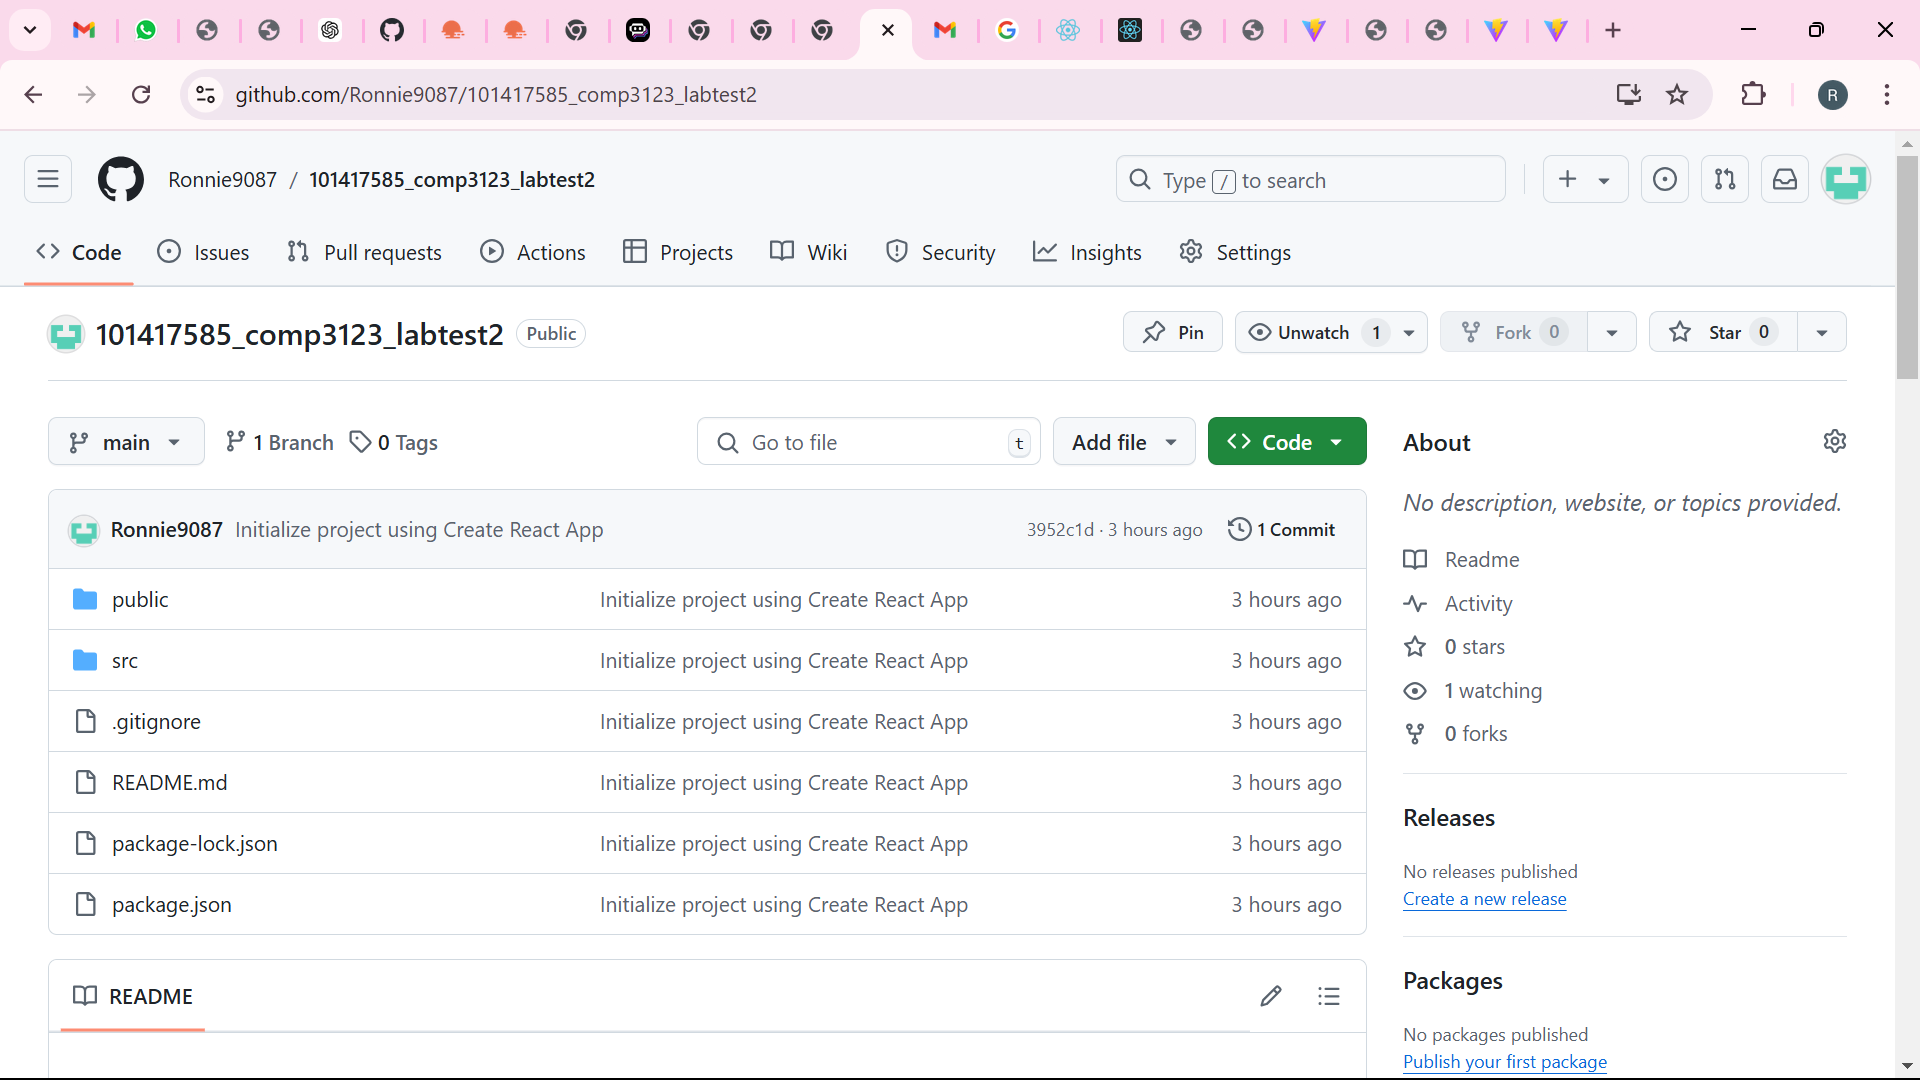 github.com/Ronnie9087/101417585_comp3123_labtest2
R
Ronnie9087 / 101417585_comp3123_labtest2
Type / to search
Code
Issues
Pull requests
Actions
Projects
Wiki
Security
Insights
Settings
101417585_comp3123_labtest2 Public
Pin
Unwatch 1
Fork 0
Star 0
main
1 Branch
0 Tags
Go to file t
Add file
Code
Ronnie9087 Initialize project using Create React App 3952c1d · 3 hours ago 1 Commit
public Initialize project using Create React App 3 hours ago
src Initialize project using Create React App 3 hours ago
.gitignore Initialize project using Create React App 3 hours ago
README.md Initialize project using Create React App 3 hours ago
package-lock.json Initialize project using Create React App 3 hours ago
package.json Initialize project using Create React App 3 hours ago
README
About
No description, website, or topics provided.
Readme
Activity
0 stars
1 watching
0 forks
Releases
No releases published
Create a new release
Packages
No packages published
Publish your first package